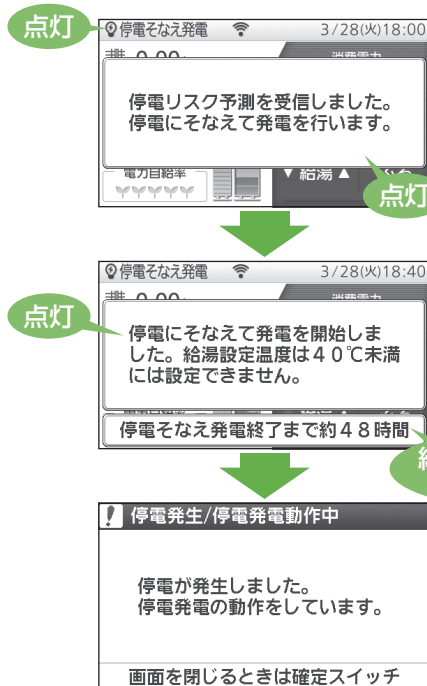 点灯
停電そなえ発電 3/28(火)18:00
停電リスク予測を受信しました。
停電にそなえて発電を行います。
電力自給率
▼給湯▲
点灯
停電そなえ発電 3/28(火)18:40
点灯
停電にそなえて発電を開始しま
した。給湯設定温度は40℃未満
には設定できません。
停電そなえ発電終了まで約48時間
! 停電発生/停電発電動作中
停電が発生しました。
停電発電の動作をしています。
画面を閉じるときは確定スイッチ